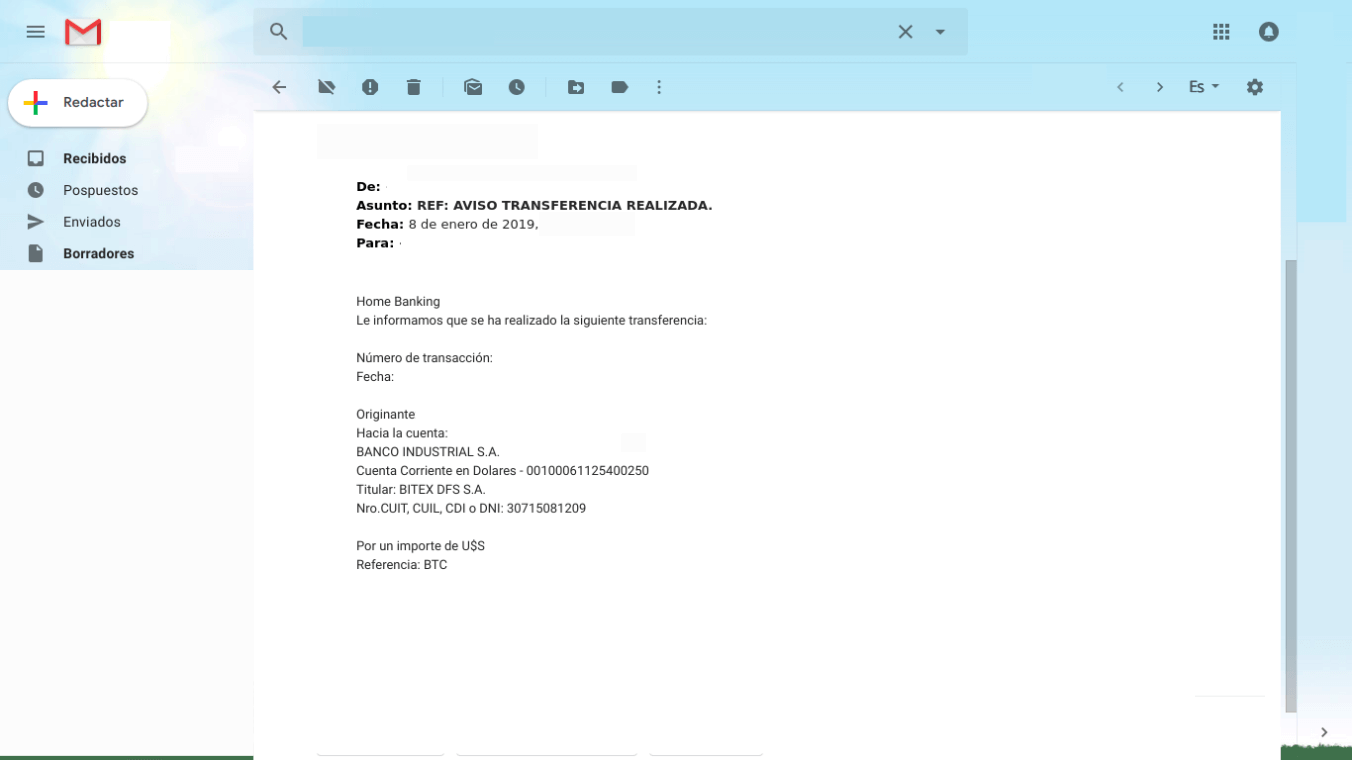 Redactar
Es
Recibidos
Pospuestos
Enviados
Borradores
De:
Asunto: REF: AVISO TRANSFERENCIA REALIZADA.
Fecha: 8 de enero de 2019,
Para:
Home Banking
Le informamos que se ha realizado la siguiente transferencia:
Número de transacción:
Fecha:
Originante
Hacia la cuenta:
BANCO INDUSTRIAL S.A.
Cuenta Corriente en Dolares - 00100061125400250
Titular: BITEX DFS S.A.
Nro.CUIT, CUIL, CDI o DNI: 30715081209
Por un importe de U$S
Referencia: BTC